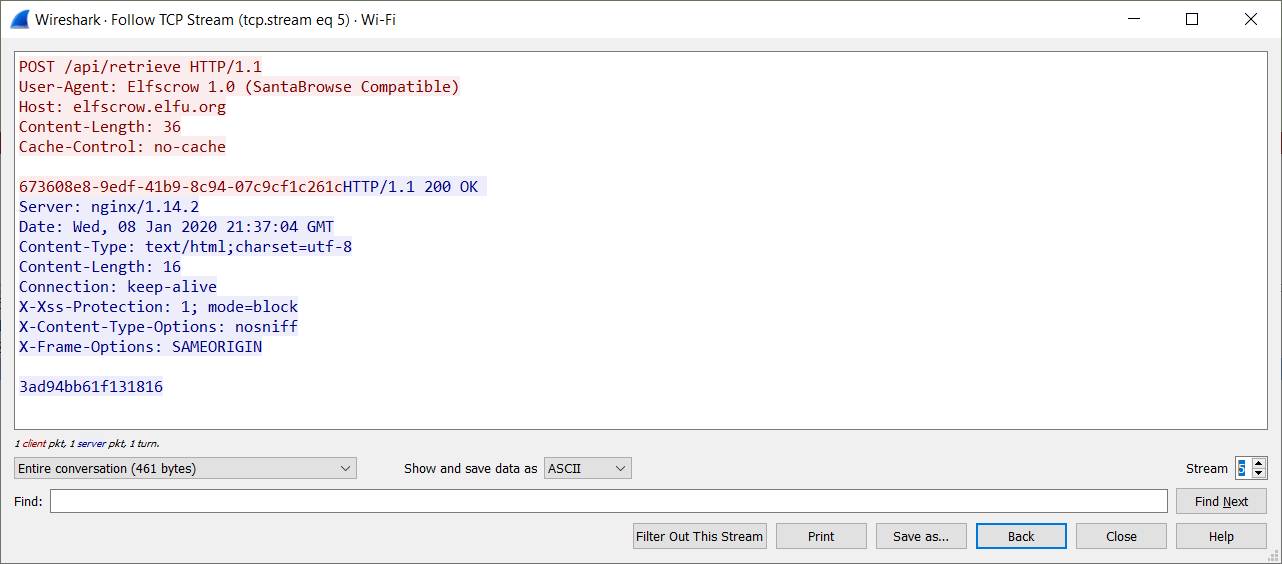 Wireshark · Follow TCP Stream (tcp.stream eq 5) · Wi-Fi
POST /api/retrieve HTTP/1.1
User-Agent: Elfscrow 1.0 (SantaBrowse Compatible)
Host: elfscrow.elfu.org
Content-Length: 36
Cache-Control: no-cache
673608e8-9edf-41b9-8c94-07c9cf1c261cHTTP/1.1 200 OK
Server: nginx/1.14.2
Date: Wed, 08 Jan 2020 21:37:04 GMT
Content-Type: text/html;charset=utf-8
Content-Length: 16
Connection: keep-alive
X-Xss-Protection: 1; mode=block
X-Content-Type-Options: nosniff
X-Frame-Options: SAMEORIGIN
3ad94bb61f131816
1 client pkt, 1 server pkt, 1 turn.
Entire conversation (461 bytes) Show and save data as ASCII Stream 5
Find: Find Next
Filter Out This Stream Print Save as... Back Close Help